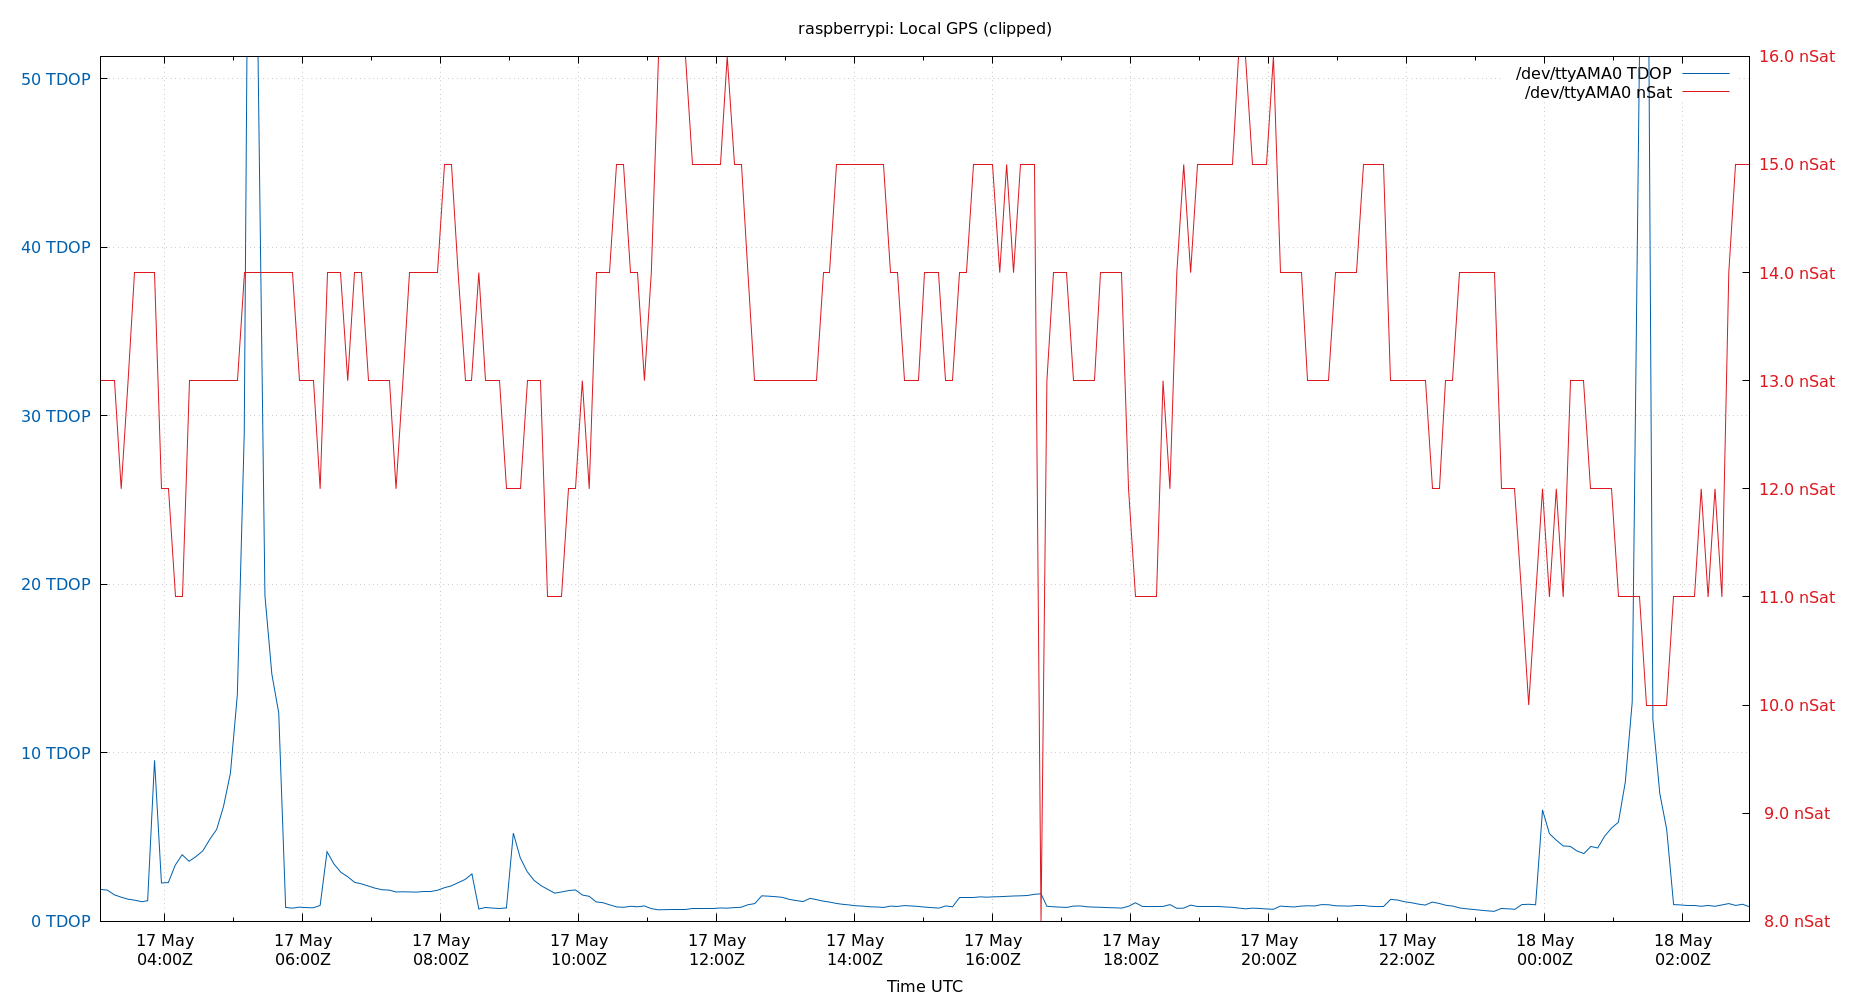 raspberrypi: Local GPS (clipped)
50 TDOP
40 TDOP
30 TDOP
20 TDOP
10 TDOP
0 TDOP
/dev/ttyAMA0 TDOP
/dev/ttyAMA0 nSat
16.0 nSat
15.0 nSat
14.0 nSat
13.0 nSat
12.0 nSat
11.0 nSat
10.0 nSat
9.0 nSat
8.0 nSat
17 May 17 May 17 May 17 May 17 May 17 May 17 May 17 May 17 May 17 May 18 May 18 May
04:00Z 06:00Z 08:00Z 10:00Z 12:00Z 14:00Z 16:00Z 18:00Z 20:00Z 22:00Z 00:00Z 02:00Z
Time UTC